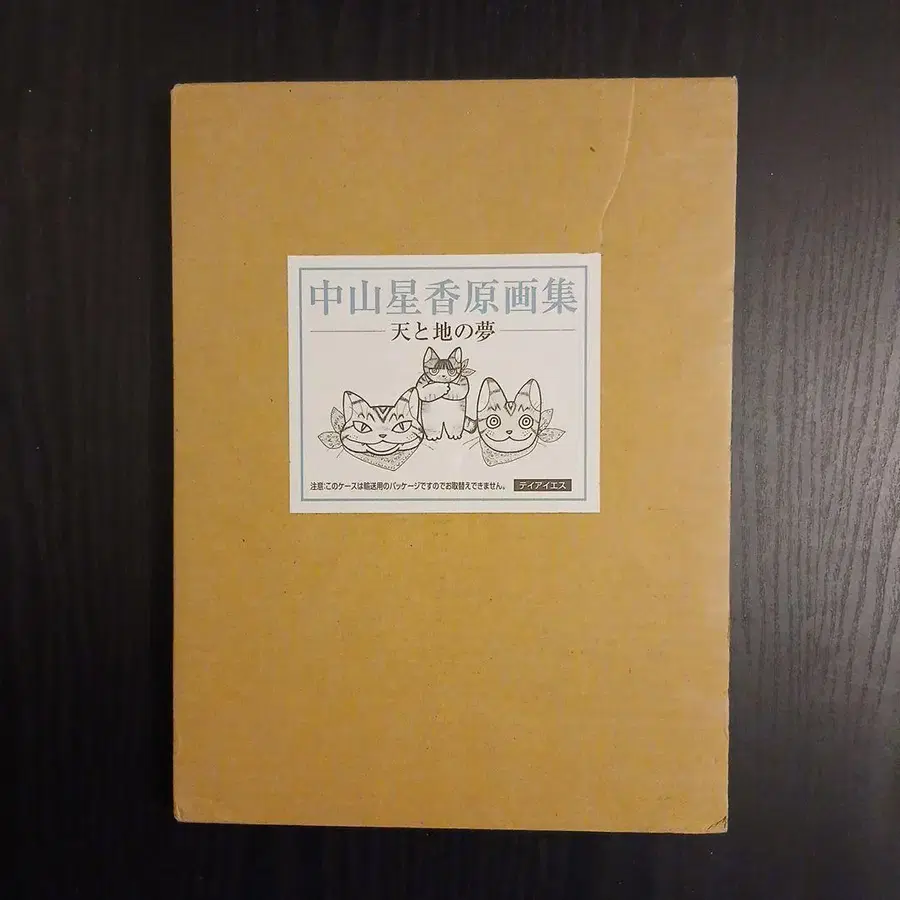 中山星香原画集
天と地の夢
注意:このケースは輸送用のパッケージですのでお取替えできません。 ティアイエス